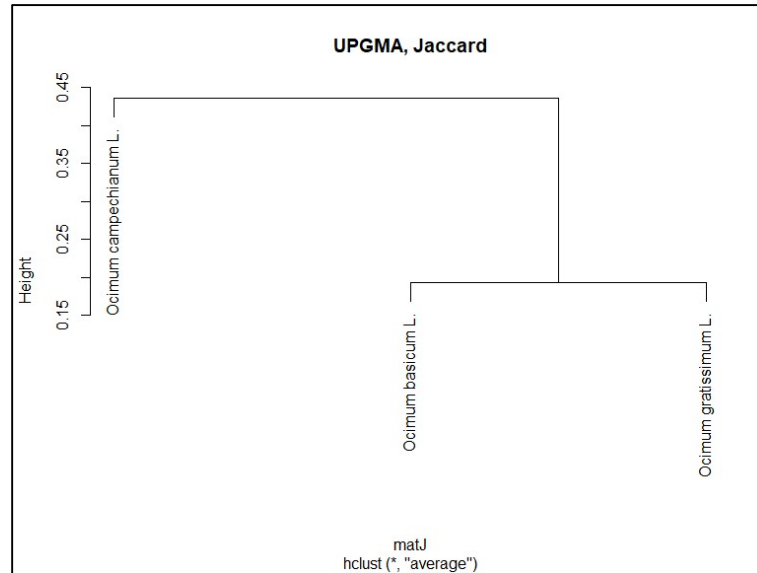 UPGMA, Jaccard
Height
0.45
0.35
0.25
0.15
Ocimum campechianum L.
Ocimum basicum L.
Ocimum gratissimum L.
matJ
hclust (*, "average")